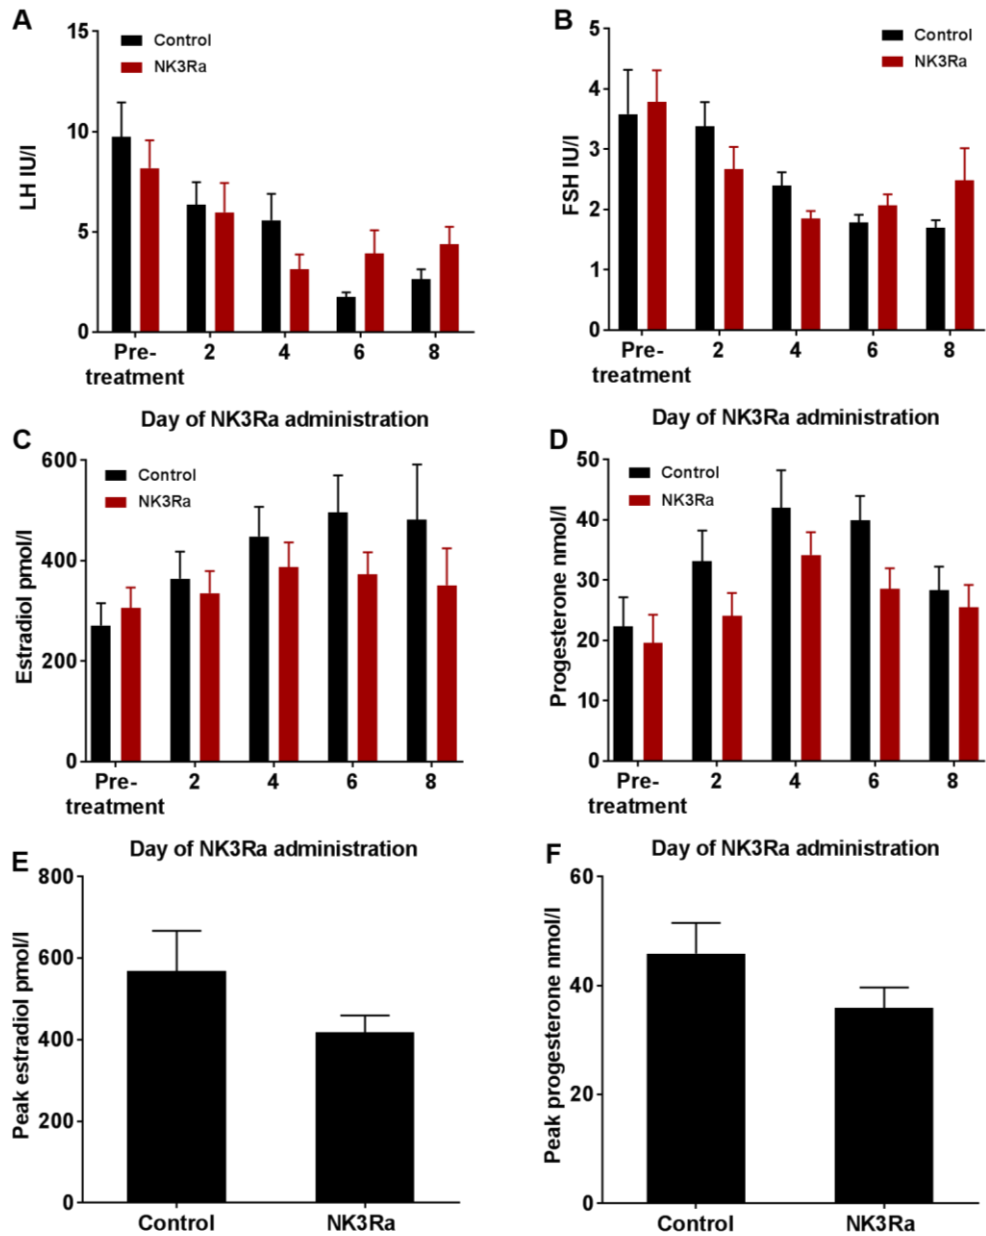 A
15
10
5
0
LH IU/l
Control
NK3Ra
Pre-
treatment
2
4
6
8
Day of NK3Ra administration
B
5
4
3
2
1
0
FSH IU/l
Control
NK3Ra
Pre-
treatment
2
4
6
8
Day of NK3Ra administration
C
600
400
200
0
Estradiol pmol/l
Control
NK3Ra
Pre-
treatment
2
4
6
8
Day of NK3Ra administration
D
50
40
30
20
10
0
Progesterone nmol/l
Control
NK3Ra
Pre-
treatment
2
4
6
8
Day of NK3Ra administration
E
800
600
400
200
0
Peak estradiol pmol/l
Control
NK3Ra
F
60
40
20
0
Peak progesterone nmol/l
Control
NK3Ra